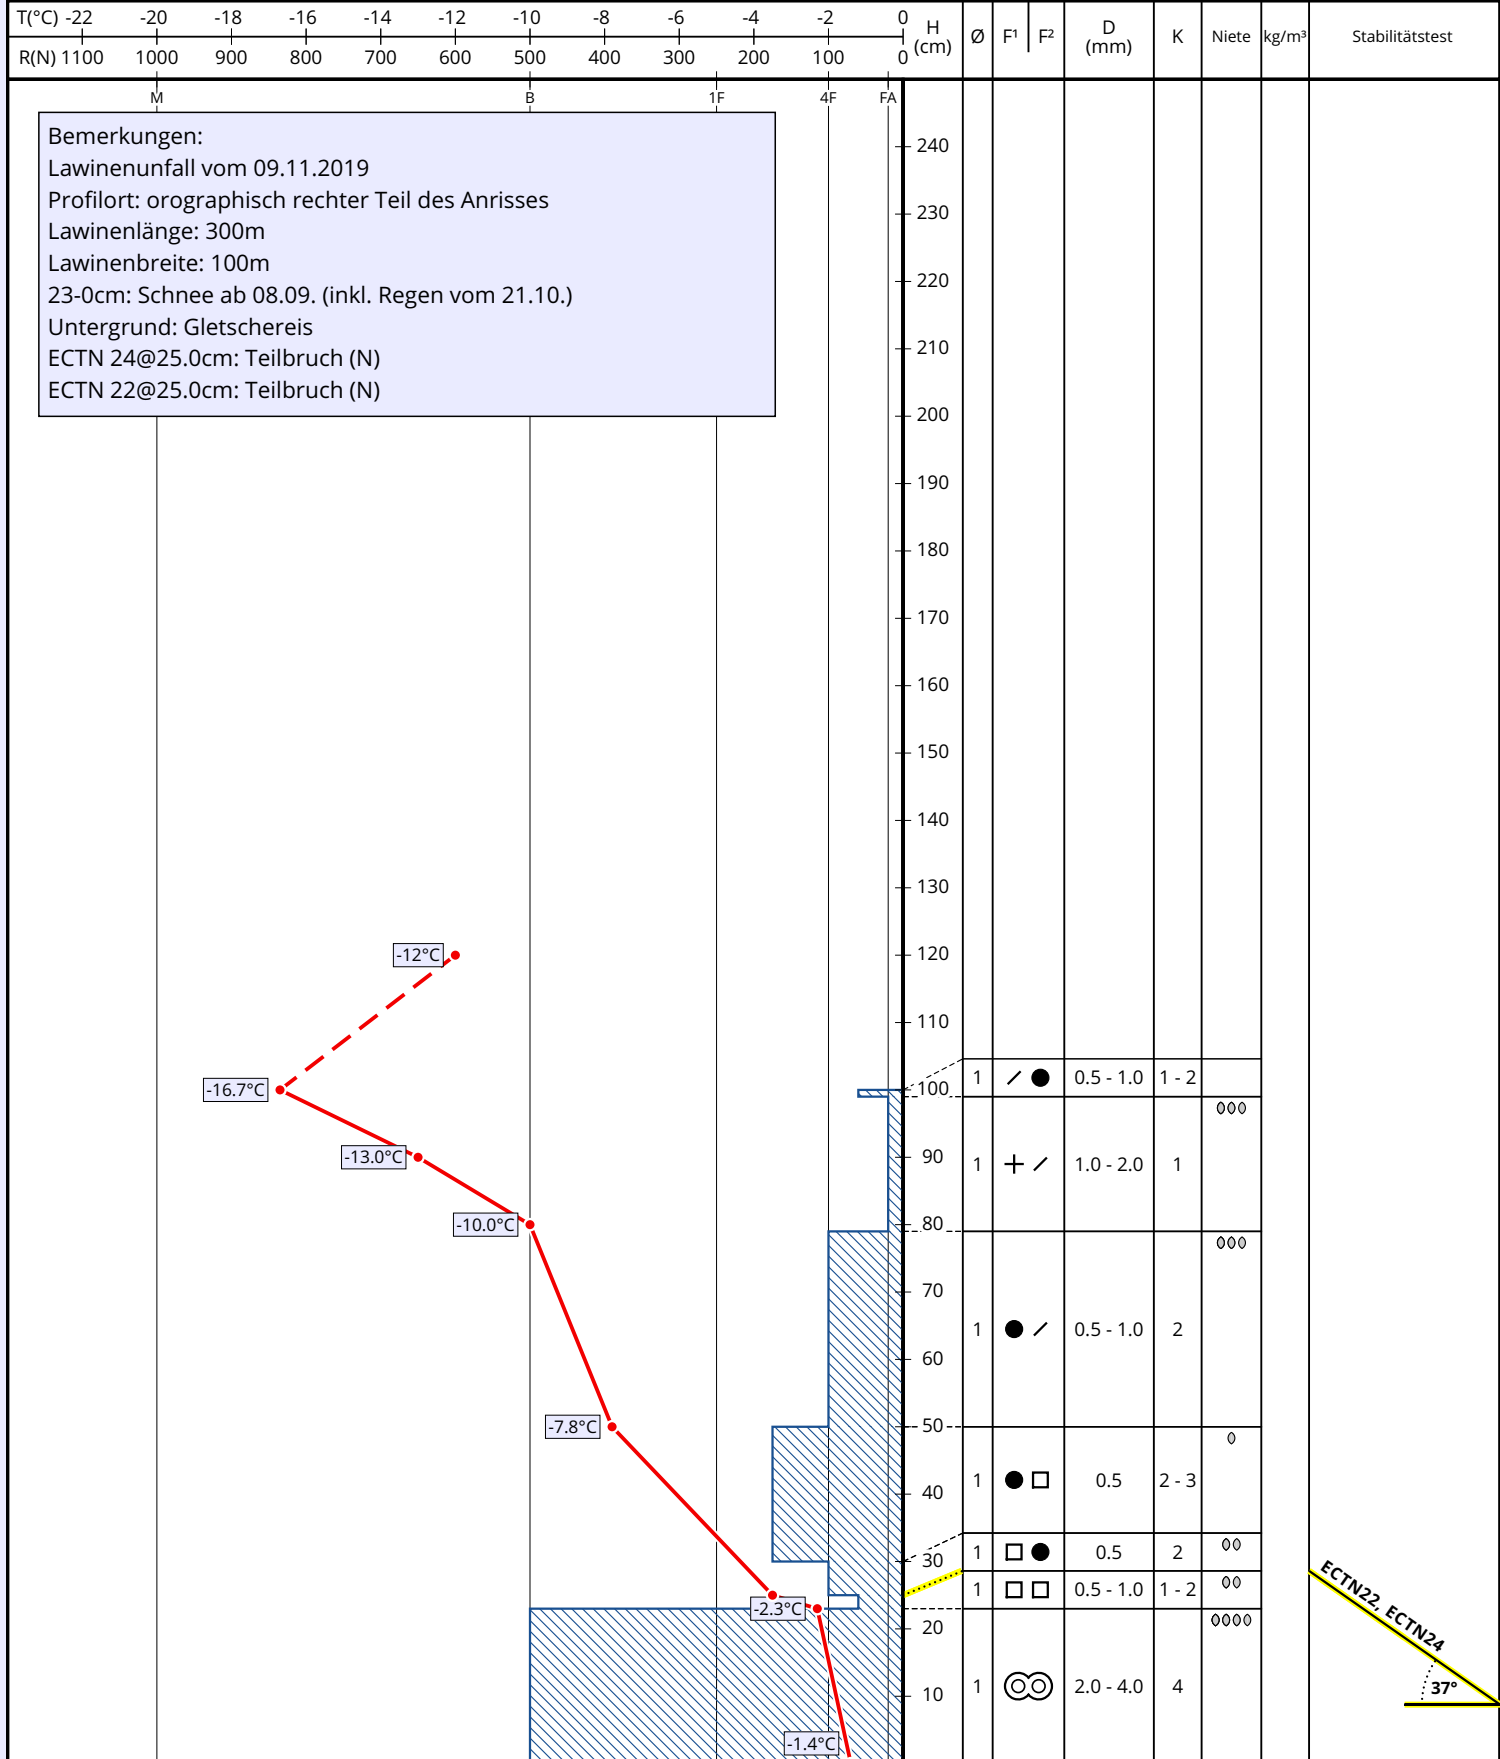 T(°C) -22 -20 -18 -16 -14 -12 -10 -8 -6 -4 -2 0
R(N) 1100 1000 900 800 700 600 500 400 300 200 100 0
H (cm) Ø F¹ F² D (mm) K Niete kg/m³ Stabilitätstest
M B 1F 4F FA
Bemerkungen:
Lawinenunfall vom 09.11.2019
Profilort: orographisch rechter Teil des Anrisses
Lawinenlänge: 300m
Lawinenbreite: 100m
23-0cm: Schnee ab 08.09. (inkl. Regen vom 21.10.)
Untergrund: Gletschereis
ECTN 24@25.0cm: Teilbruch (N)
ECTN 22@25.0cm: Teilbruch (N)
240
230
220
210
200
190
180
170
160
150
140
130
-12°C 120
110
1 0.5 - 1.0 1 - 2
-16.7°C 100
-13.0°C 90 1 1.0 - 2.0 1
-10.0°C 80
70
1 0.5 - 1.0 2
60
-7.8°C 50
40 1 0.5 2 - 3
30 1 0.5 2
1 0.5 - 1.0 1 - 2
-2.3°C
20
ECTN22, ECTN24
10 1 2.0 - 4.0 4 37°
-1.4°C